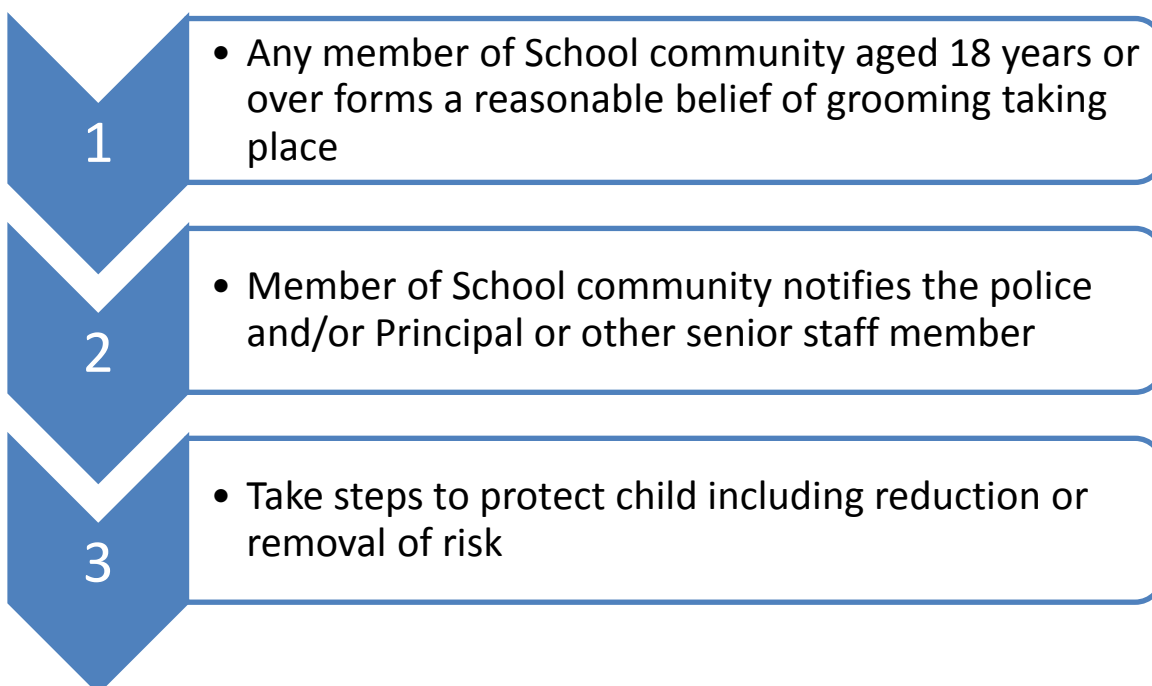 1
• Any member of School community aged 18 years or
over forms a reasonable belief of grooming taking
place
2
• Member of School community notifies the police
and/or Principal or other senior staff member
3
• Take steps to protect child including reduction or
removal of risk